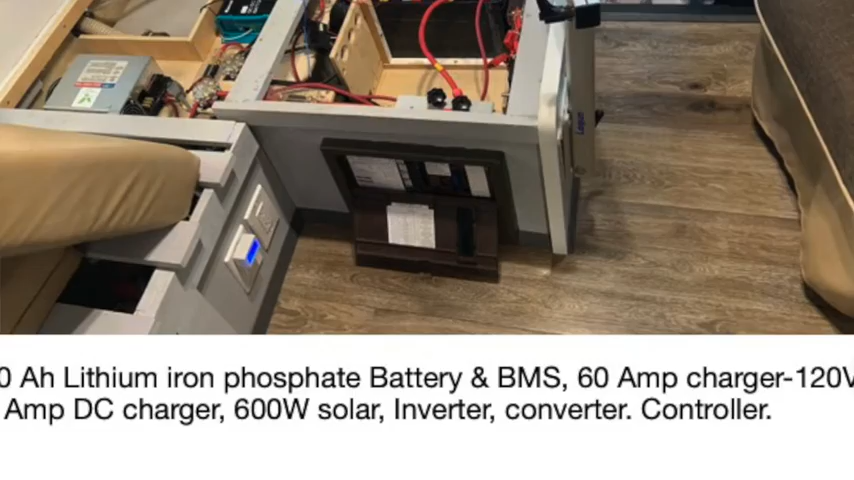 0 Ah Lithium iron phosphate Battery & BMS, 60 Amp charger-120V
Amp DC charger, 600W solar, Inverter, converter. Controller.